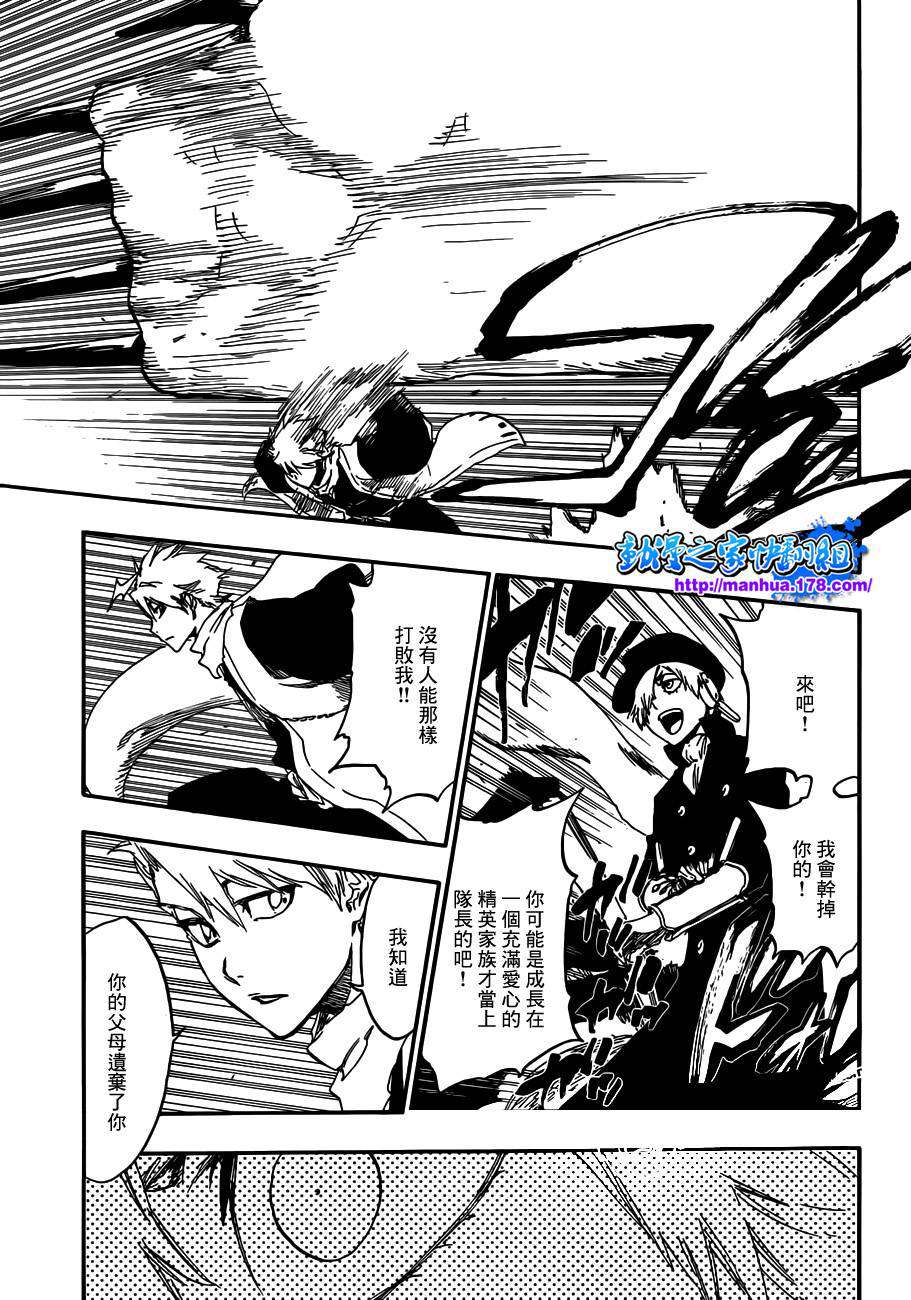 動漫之家快翻組
http://manhua.178.com/
來吧！
我會幹掉
你的！
你可能是成長在
一個充滿愛心的
精英家族才當上
隊長的吧！
沒有人能那樣
打敗我!!
我知道
你的父母遺棄了你